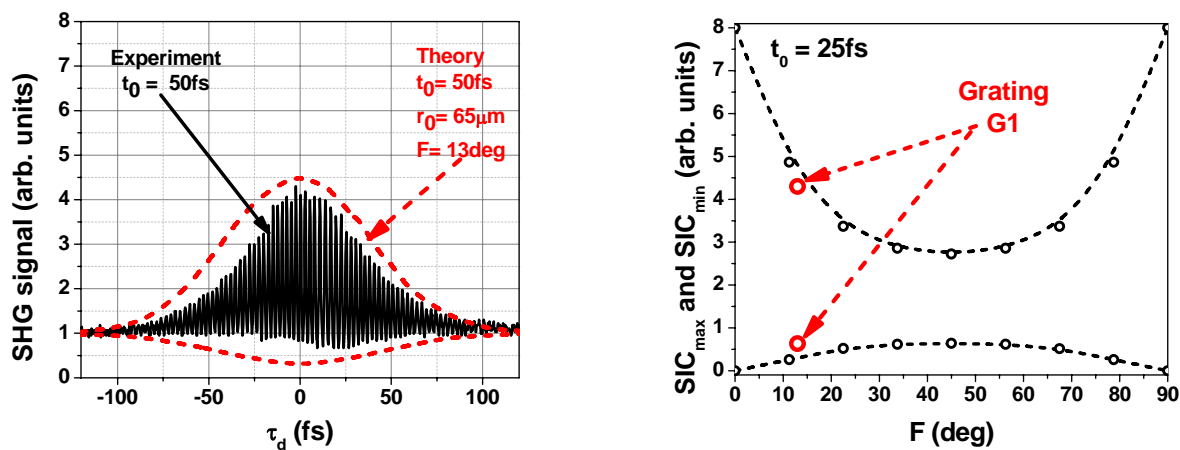 SHG signal (arb. units)
8
7
6
5
4
3
2
1
0
Experiment
t0 = 50fs
Theory
t0= 50fs
r0= 65μm
F= 13deg
-100
-50
0
50
100
τd (fs)
SICmax and SICmin (arb. units)
8
7
6
5
4
3
2
1
0
t0 = 25fs
Grating
G1
0
10
20
30
40
50
60
70
80
90
F (deg)